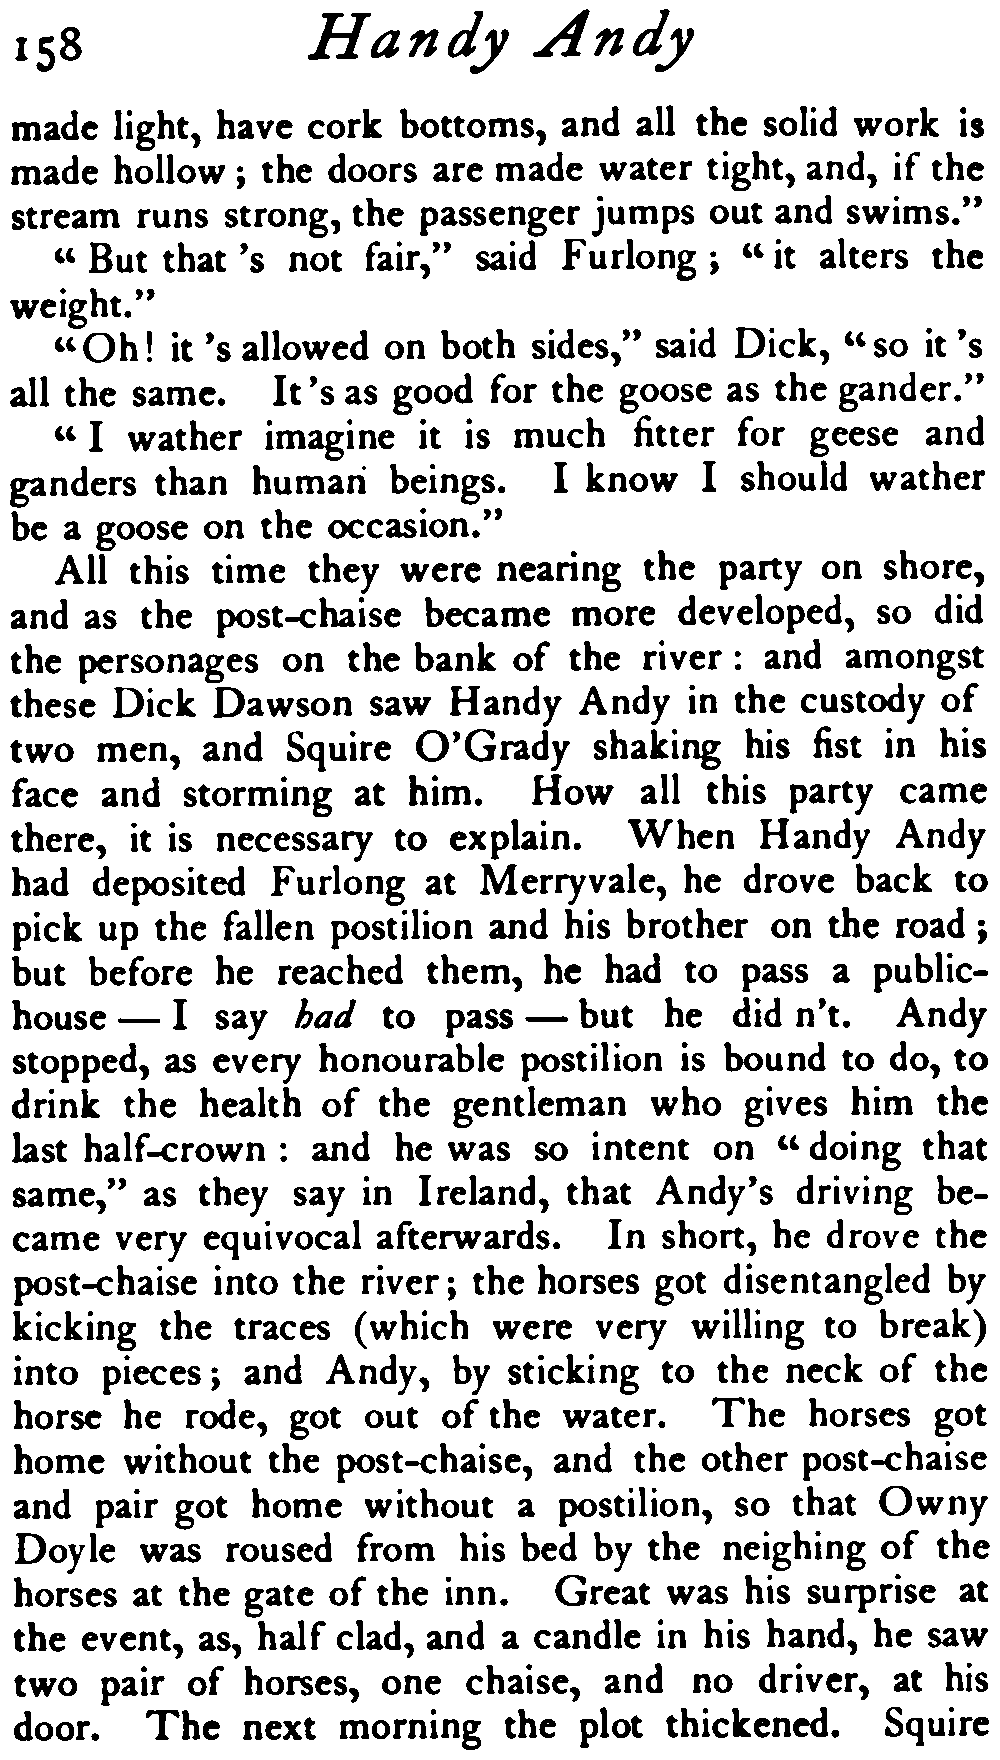 158 Handy Andy
made light, have cork bottoms, and all the solid work is
made hollow ; the doors are made water tight, and, if the
stream runs strong, the passenger jumps out and swims.”
“ But that 's not fair,” said Furlong ; “ it alters the
weight.”
“Oh! it 's allowed on both sides,” said Dick, “so it 's
all the same. It 's as good for the goose as the gander.”
“ I wather imagine it is much fitter for geese and
ganders than human beings. I know I should wather
be a goose on the occasion.”
All this time they were nearing the party on shore,
and as the post-chaise became more developed, so did
the personages on the bank of the river : and amongst
these Dick Dawson saw Handy Andy in the custody of
two men, and Squire O'Grady shaking his fist in his
face and storming at him. How all this party came
there, it is necessary to explain. When Handy Andy
had deposited Furlong at Merryvale, he drove back to
pick up the fallen postilion and his brother on the road ;
but before he reached them, he had to pass a public-
house — I say had to pass — but he did n't. Andy
stopped, as every honourable postilion is bound to do, to
drink the health of the gentleman who gives him the
last half-crown : and he was so intent on “ doing that
same,” as they say in Ireland, that Andy's driving be-
came very equivocal afterwards. In short, he drove the
post-chaise into the river ; the horses got disentangled by
kicking the traces (which were very willing to break)
into pieces ; and Andy, by sticking to the neck of the
horse he rode, got out of the water. The horses got
home without the post-chaise, and the other post-chaise
and pair got home without a postilion, so that Owny
Doyle was roused from his bed by the neighing of the
horses at the gate of the inn. Great was his surprise at
the event, as, half clad, and a candle in his hand, he saw
two pair of horses, one chaise, and no driver, at his
door. The next morning the plot thickened. Squire